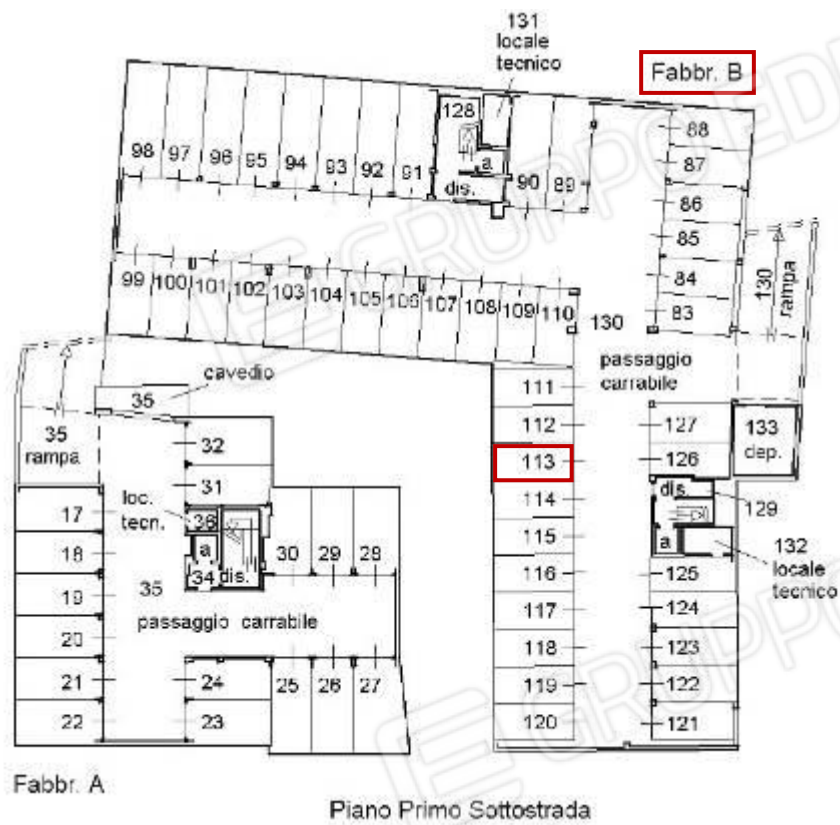 131
locale
tecnico
Fabbr. B
128
88
98 97 96 95 94 93 92 91
a
dis.
90 89
87
86
85
84
83
130
rampa
99 100 101 102 103 104 105 106 107 108 109 110
130
passaggio
carrabile
cavedio
35
35
rampa
32
31
loc.
tecn.
36
a
34 dis.
30 29 28
17
18
19
20
21
22
35
passaggio carrabile
24
23
25 26 27
111
112
113
114
115
116
117
118
119
120
127
126
133
dep.
dis.
129
a
132
locale
tecnico
125
124
123
122
121
Fabbr. A
Piano Primo Sottostrada
GRUPPO EDI
GRUPPO